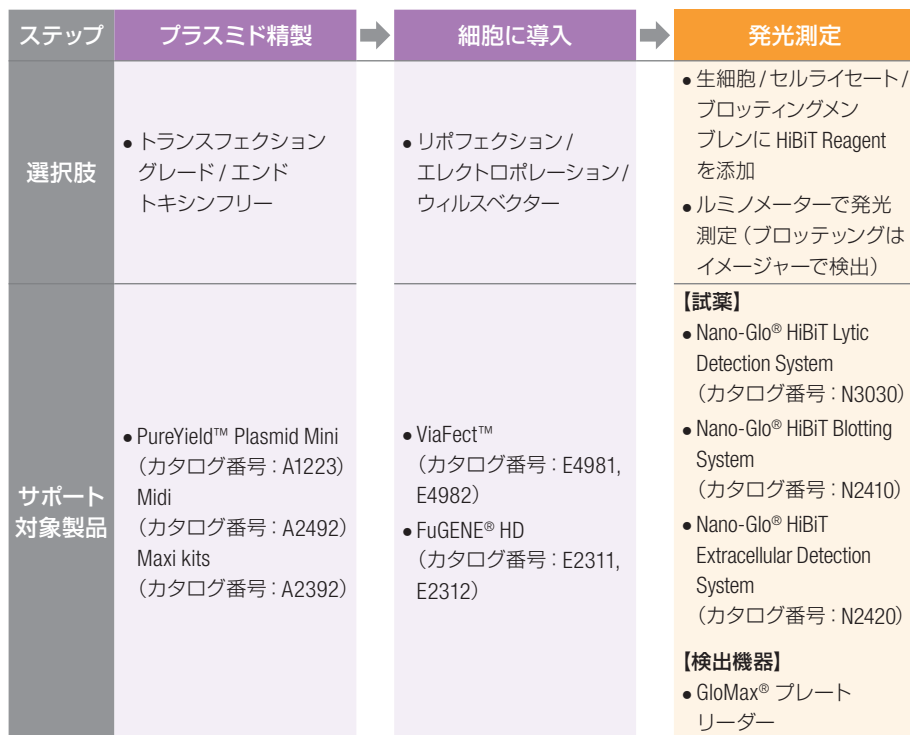 ステップ
プラスミド精製
細胞に導入
発光測定
選択肢
● トランスフェクション
グレード / エンド
トキシンフリー
● リポフェクション /
エレクトロポレーション /
ウィルスベクター
● 生細胞 / セルライセート /
ブロッティングメン
ブレンに HiBiT Reagent
を添加
● ルミノメーターで発光
測定（ブロッテッングは
イメージャーで検出）
サポート
対象製品
● PureYield™ Plasmid Mini
（カタログ番号：A1223）
Midi
（カタログ番号：A2492）
Maxi kits
（カタログ番号：A2392）
● ViaFect™
（カタログ番号：E4981,
E4982）
● FuGENE® HD
（カタログ番号：E2311,
E2312）
【試薬】
● Nano-Glo® HiBiT Lytic
Detection System
（カタログ番号：N3030）
● Nano-Glo® HiBiT Blotting
System
（カタログ番号：N2410）
● Nano-Glo® HiBiT
Extracellular Detection
System
（カタログ番号：N2420）
【検出機器】
● GloMax® プレート
リーダー